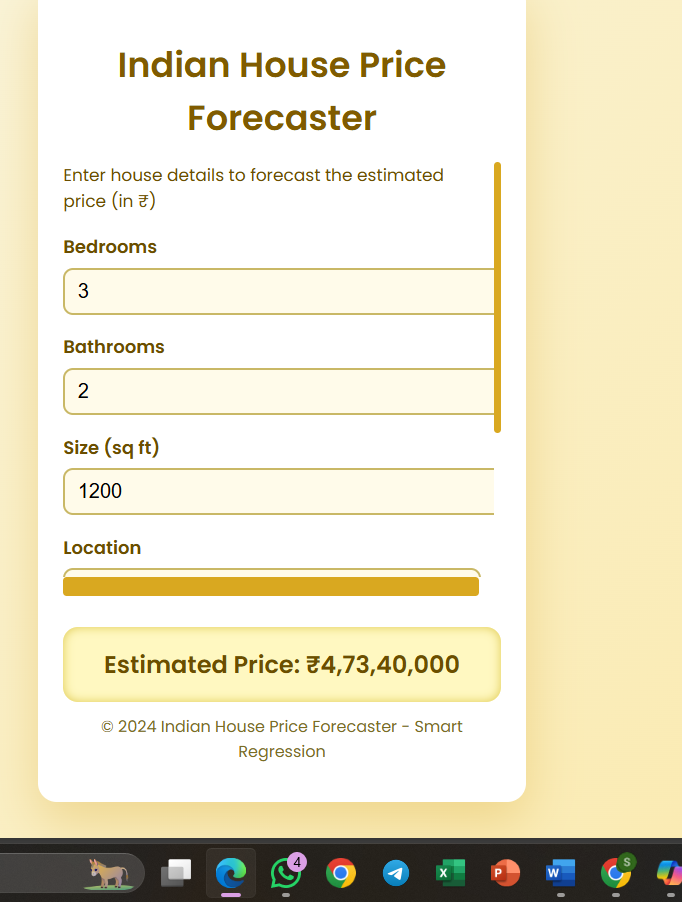 Indian House Price
Forecaster
Enter house details to forecast the estimated
price (in ₹)
Bedrooms
3
Bathrooms
2
Size (sq ft)
1200
Location
Estimated Price: ₹4,73,40,000
© 2024 Indian House Price Forecaster - Smart
Regression
4
X
P
W
S